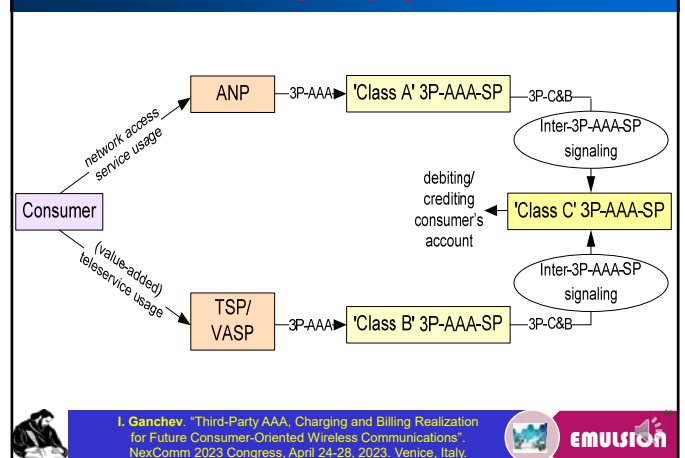 ANP
3P-AAA
'Class A' 3P-AAA-SP
3P-C&B
network access
service usage
Inter-3P-AAA-SP
signaling
Consumer
debiting/
crediting
consumer's
account
'Class C' 3P-AAA-SP
(value-added)
teleservice usage
Inter-3P-AAA-SP
signaling
TSP/
VASP
3P-AAA
'Class B' 3P-AAA-SP
3P-C&B
I. Ganchev. "Third-Party AAA, Charging and Billing Realization
for Future Consumer-Oriented Wireless Communications".
NexComm 2023 Congress, April 24-28, 2023. Venice, Italy.
EMULSION